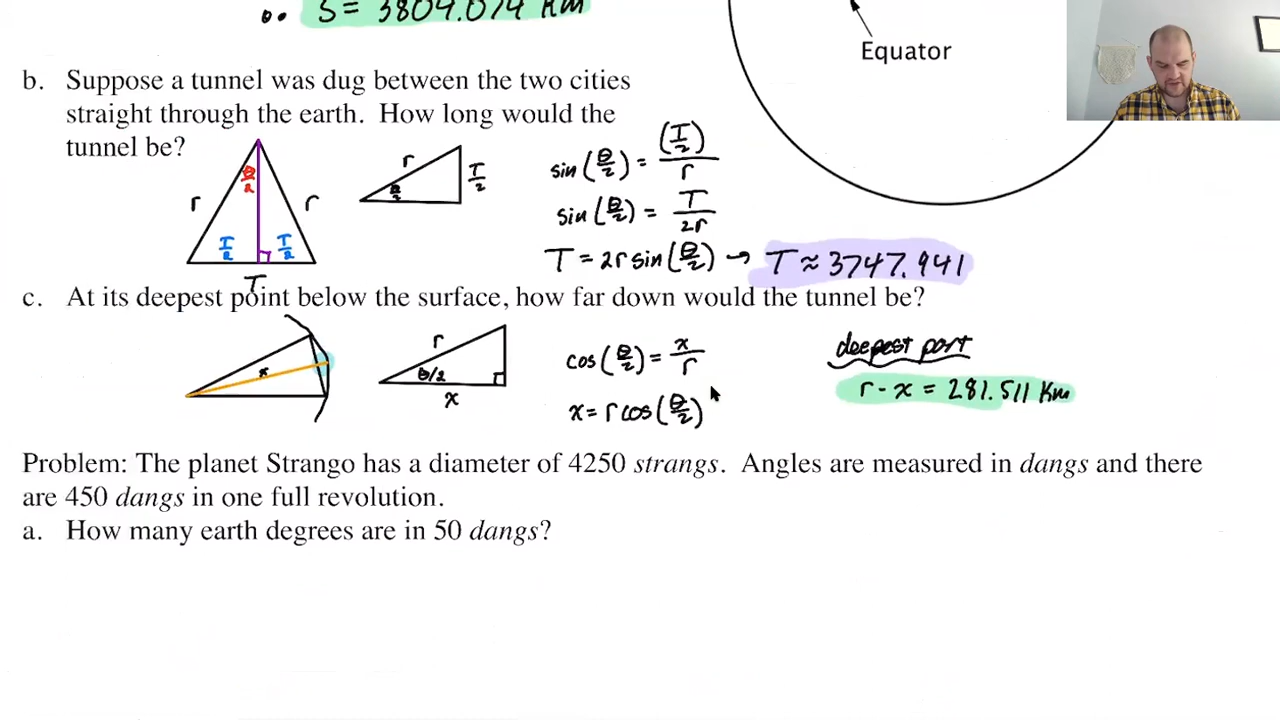 ∴ S = 3804.074 Km
Equator
b. Suppose a tunnel was dug between the two cities
straight through the earth. How long would the
tunnel be?
θ/2
r
r
T/2
T/2
T
r
θ/2
T/2
sin(θ/2) = (T/2)/r
sin(θ/2) = T/2r
T = 2r sin(θ/2) → T ≈ 3747.941
c. At its deepest point below the surface, how far down would the tunnel be?
x
r
θ/2
x
cos(θ/2) = x/r
x = r cos(θ/2)
deepest part
r - x = 281.511 Km
Problem: The planet Strango has a diameter of 4250 strangs. Angles are measured in dangs and there
are 450 dangs in one full revolution.
a. How many earth degrees are in 50 dangs?